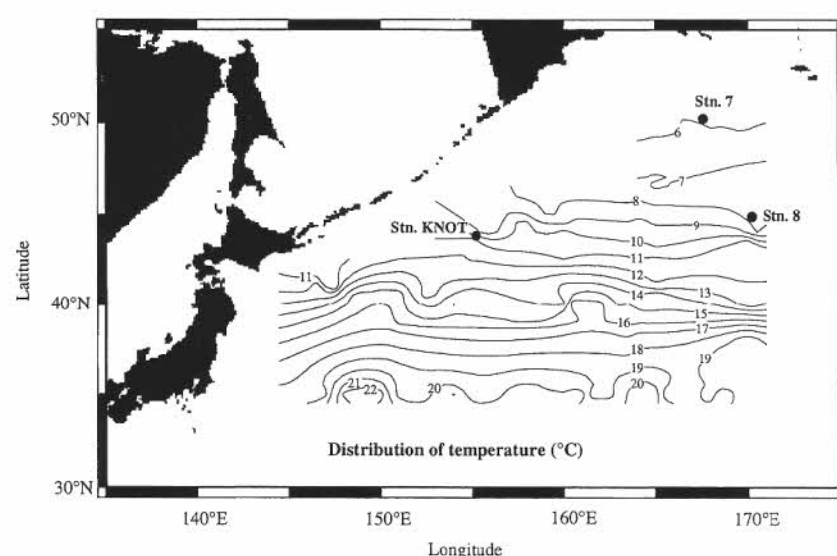 Stn. 7
50°N
6
7
8
Stn. 8
9
Stn. KNOT
10
11
11
12
13
14
40°N
15
16
17
18
19
19
21
20
20
22
Distribution of temperature (°C)
30°N
140°E
150°E
160°E
170°E
Latitude
Longitude